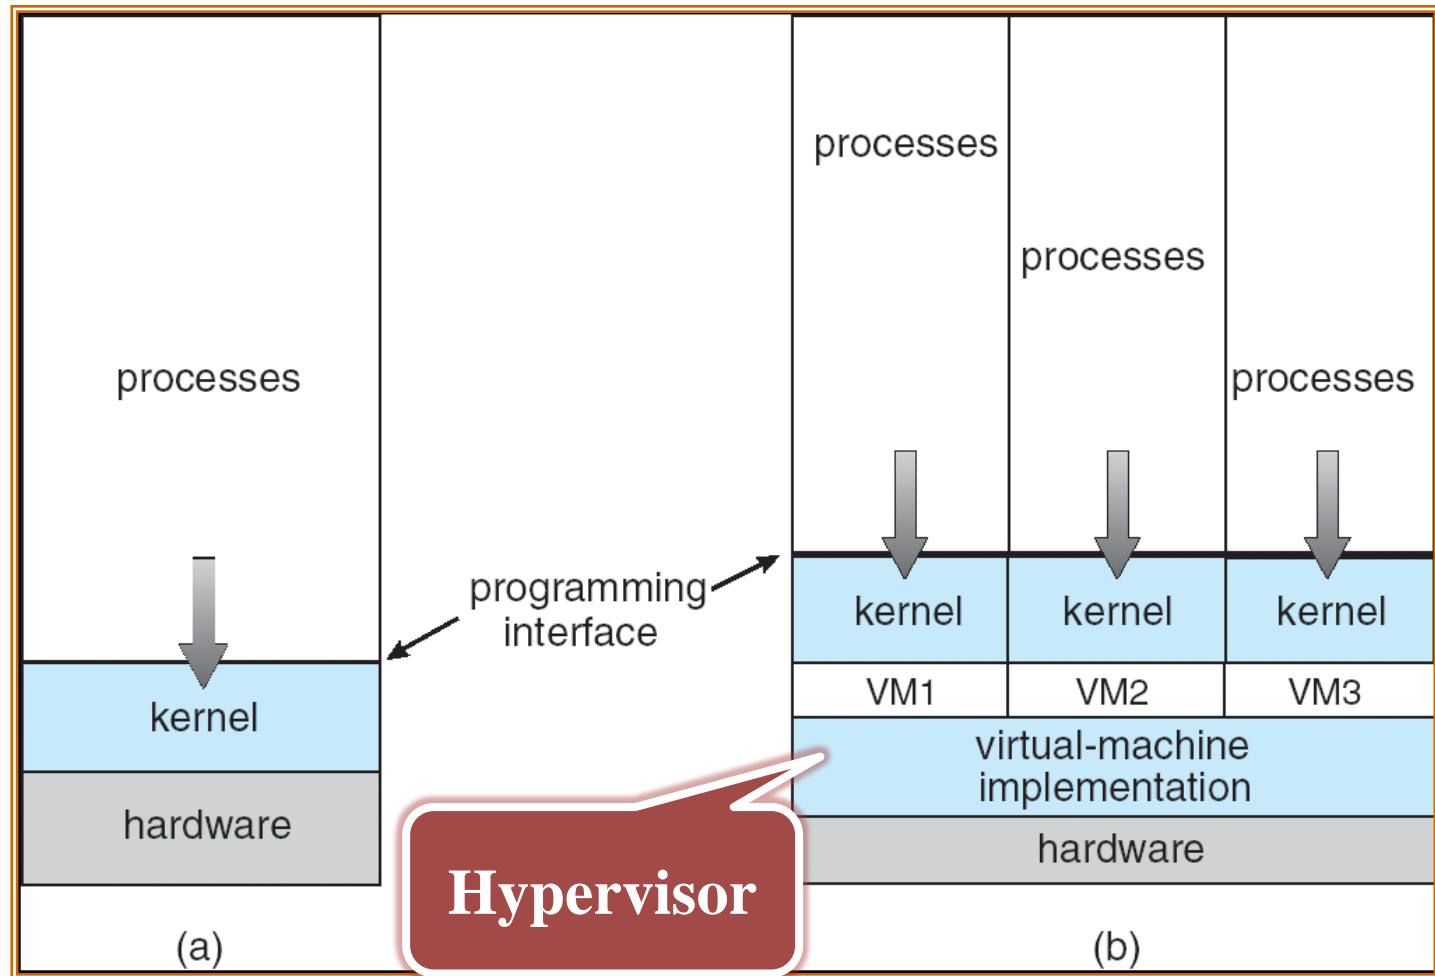 processes
kernel
hardware
(a)
programming
interface
processes
processes
processes
kernel
kernel
kernel
VM1
VM2
VM3
virtual-machine
implementation
hardware
Hypervisor
(b)